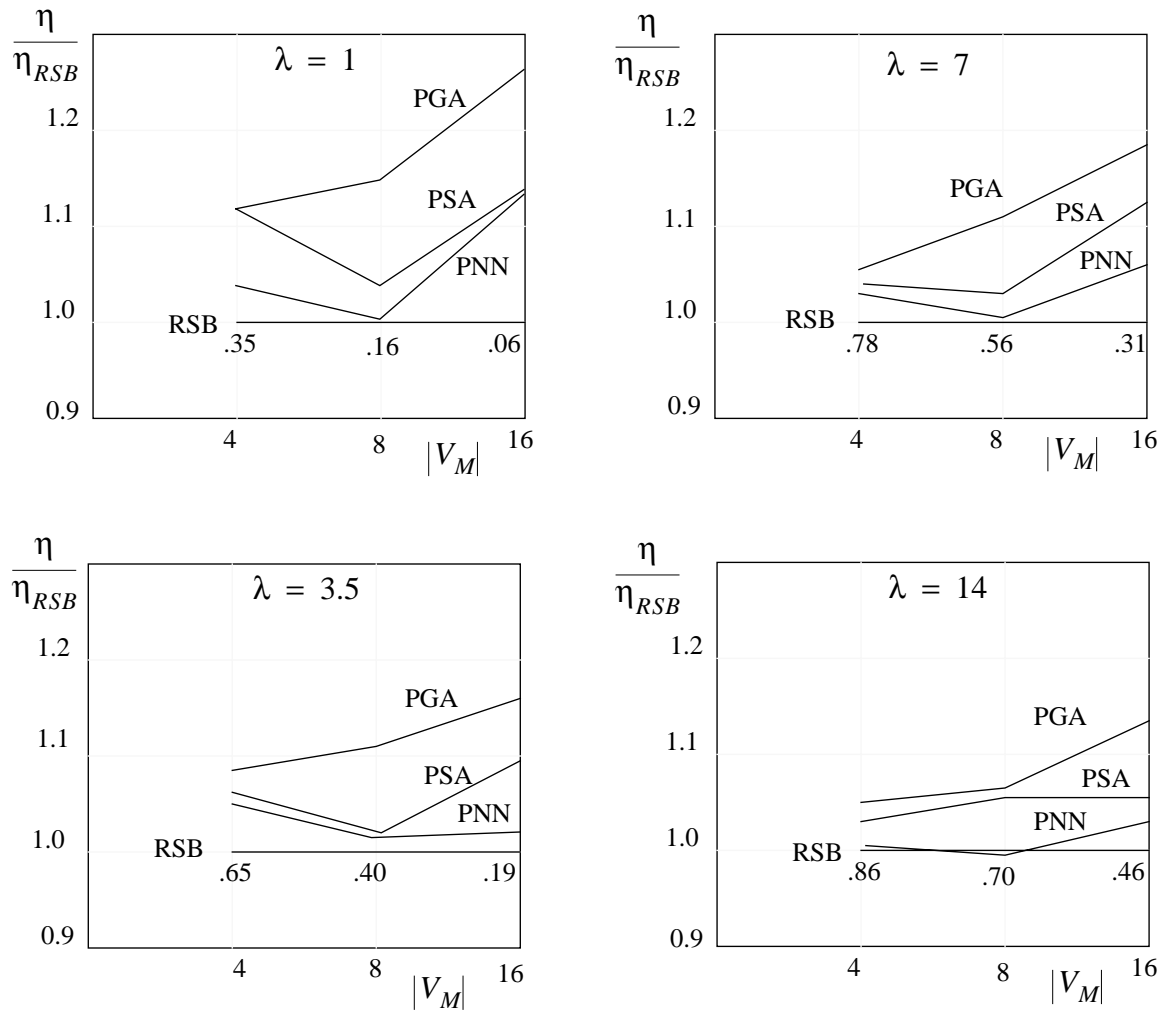 η
η_RSB
λ = 1
1.2
1.1
1.0
0.9
PGA
PSA
PNN
RSB
.35 .16 .06
4 8 16
|V_M|
η
η_RSB
λ = 7
1.2
1.1
1.0
0.9
PGA
PSA
PNN
RSB
.78 .56 .31
4 8 16
|V_M|
η
η_RSB
λ = 3.5
1.2
1.1
1.0
0.9
PGA
PSA
PNN
RSB
.65 .40 .19
4 8 16
|V_M|
η
η_RSB
λ = 14
1.2
1.1
1.0
0.9
PGA
PSA
PNN
RSB
.86 .70 .46
4 8 16
|V_M|